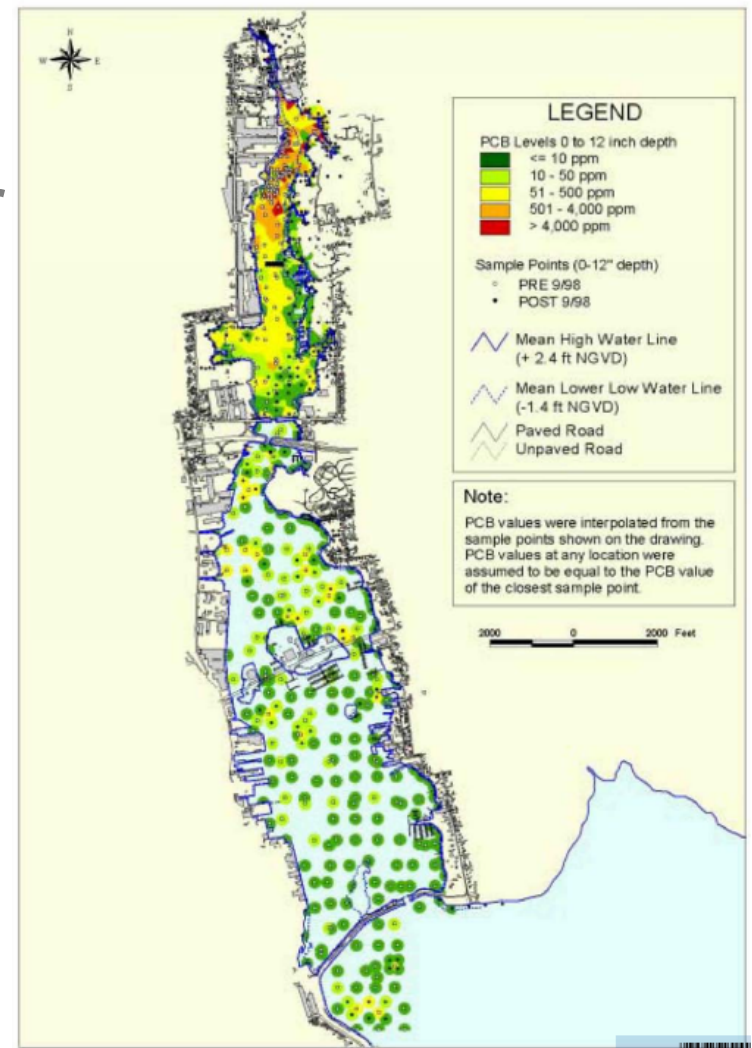 N
W E
S
LEGEND
PCB Levels 0 to 12 inch depth
<= 10 ppm
10 - 50 ppm
51 - 500 ppm
501 - 4,000 ppm
> 4,000 ppm
Sample Points (0-12" depth)
PRE 9/98
POST 9/98
Mean High Water Line
(+ 2.4 ft NGVD)
Mean Lower Low Water Line
(-1.4 ft NGVD)
Paved Road
Unpaved Road
Note:
PCB values were interpolated from the
sample points shown on the drawing.
PCB values at any location were
assumed to be equal to the PCB value
of the closest sample point.
2000 0 2000 Feet